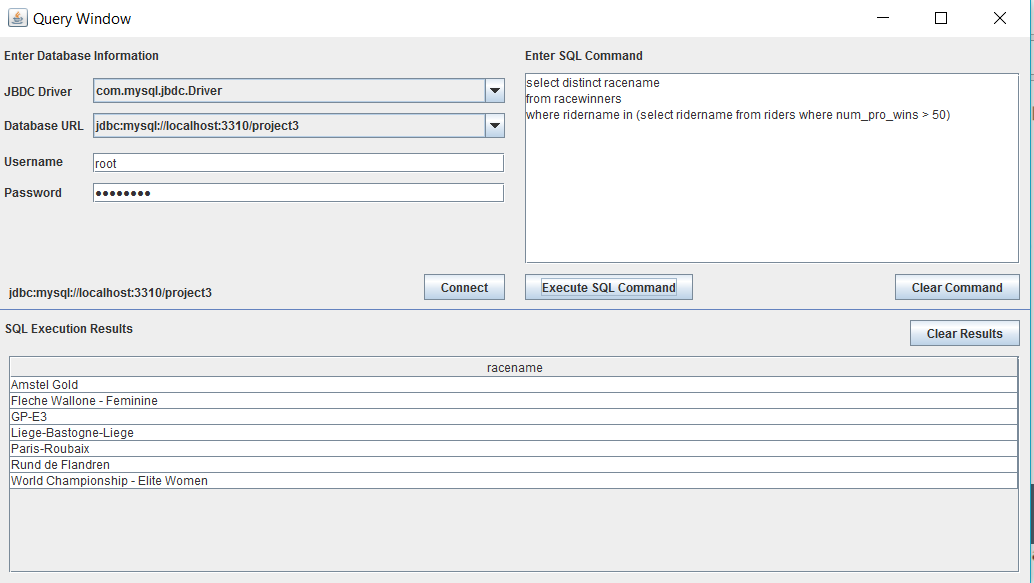 Query Window
Enter Database Information
JBDC Driver
com.mysql.jbdc.Driver
Database URL
jdbc:mysql://localhost:3310/project3
Username
root
Password
••••••••
jdbc:mysql://localhost:3310/project3
Connect
Enter SQL Command
select distinct racename
from racewinners
where ridername in (select ridername from riders where num_pro_wins > 50)
Execute SQL Command
Clear Command
SQL Execution Results
Clear Results
racename
Amstel Gold
Fleche Wallone - Feminine
GP-E3
Liege-Bastogne-Liege
Paris-Roubaix
Rund de Flandren
World Championship - Elite Women